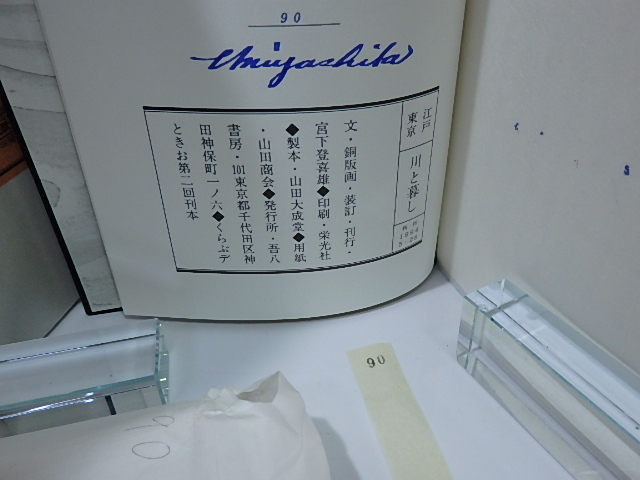 90
Umiyashita
江戸
東京
川と暮し
文・銅版画・装訂・刊行・
宮下登喜雄◆印刷・栄光社
◆製本・山田大成堂◆用紙
・山田商会◆発行所・吾八
書房・101東京都千代田区神
田神保町一ノ六◆くらぶデ
ときお第二回刊本
90
90